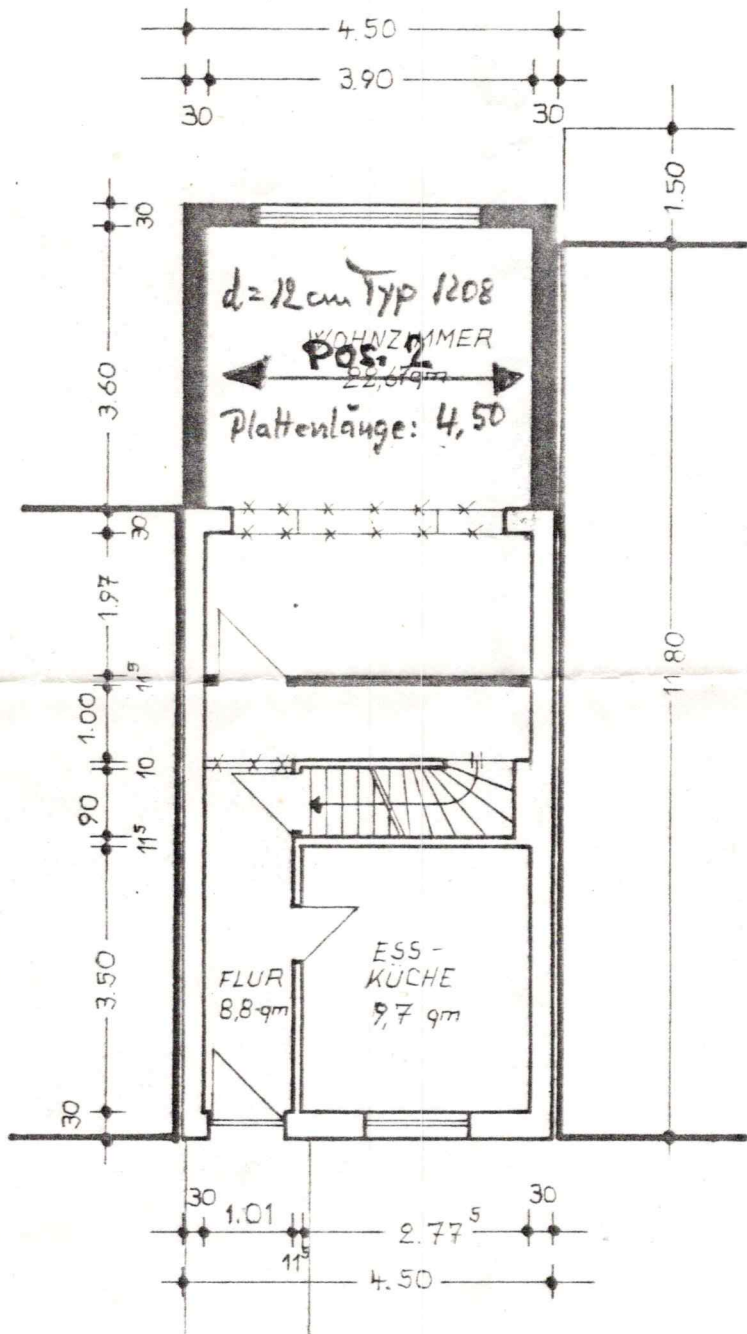 4.50
3.90
30
30
1.50
30
d=12 cm Typ 1208
WOHNZIMMER
Pos. 2
22,67qm
3.60
Plattenlänge: 4,50
30
1.97
11.80
11⁵
1.00
10
90
11⁵
3.50
FLUR
8,8 qm
ESS-
KÜCHE
9,7 qm
30
30
1.01
11⁵
2.77⁵
30
4.50